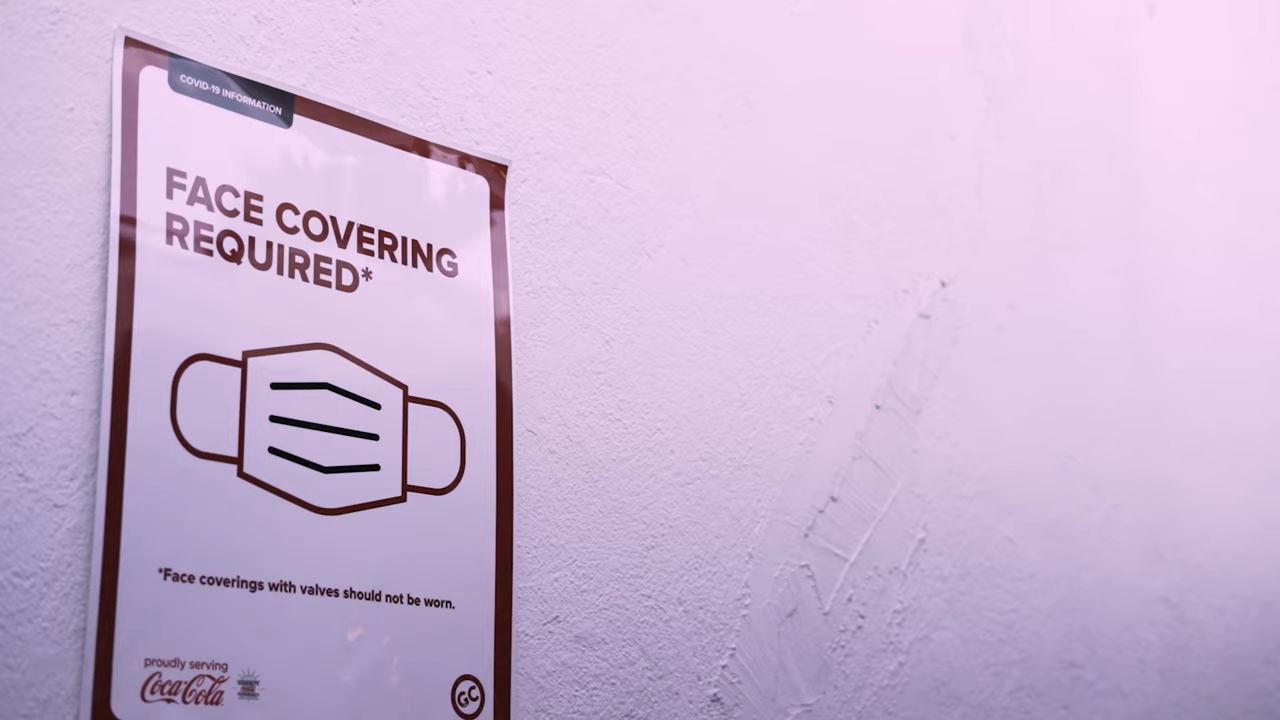 COVID-19 INFORMATION
FACE COVERING
REQUIRED*
*Face coverings with valves should not be worn.
proudly serving
Coca-Cola
GC